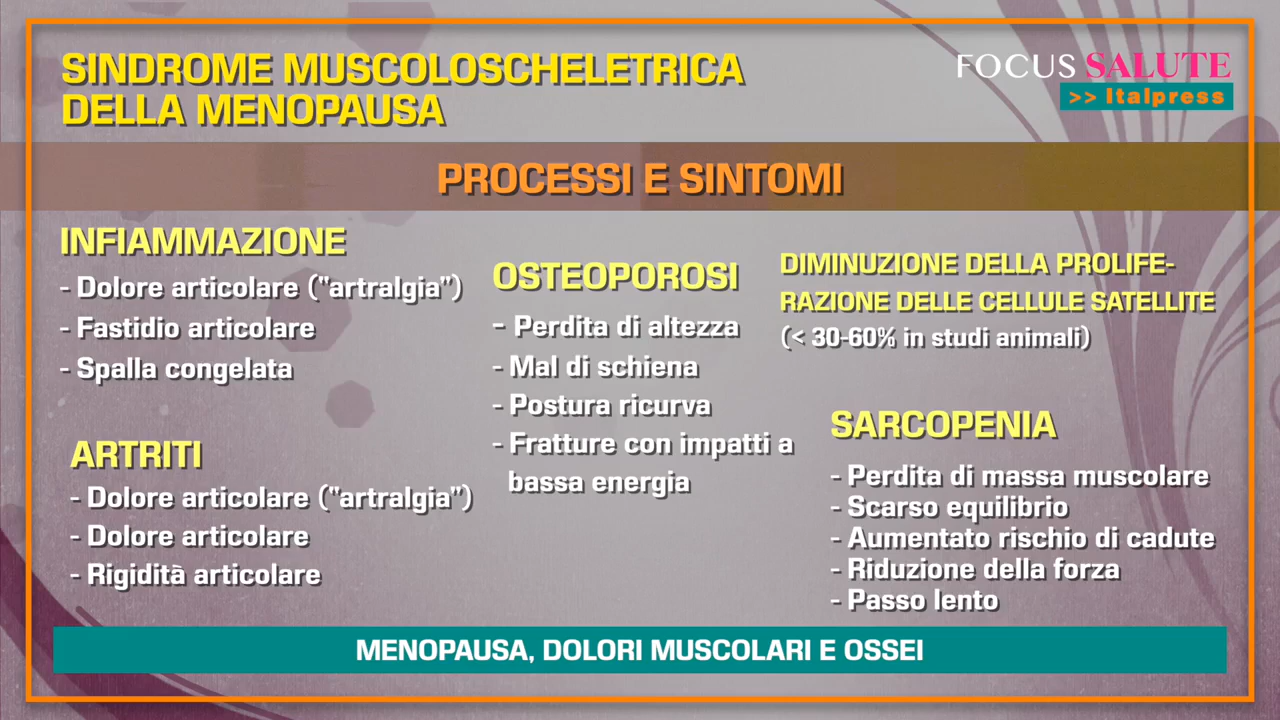 SINDROME MUSCOLOSCHELETRICA
DELLA MENOPAUSA
FOCUS SALUTE
>> Italpress
PROCESSI E SINTOMI
INFIAMMAZIONE
- Dolore articolare ("artralgia")
- Fastidio articolare
- Spalla congelata
ARTRITI
- Dolore articolare ("artralgia")
- Dolore articolare
- Rigidità articolare
OSTEOPOROSI
- Perdita di altezza
- Mal di schiena
- Postura ricurva
- Fratture con impatti a
bassa energia
DIMINUZIONE DELLA PROLIFE-
RAZIONE DELLE CELLULE SATELLITE
(< 30-60% in studi animali)
SARCOPENIA
- Perdita di massa muscolare
- Scarso equilibrio
- Aumentato rischio di cadute
- Riduzione della forza
- Passo lento
MENOPAUSA, DOLORI MUSCOLARI E OSSEI